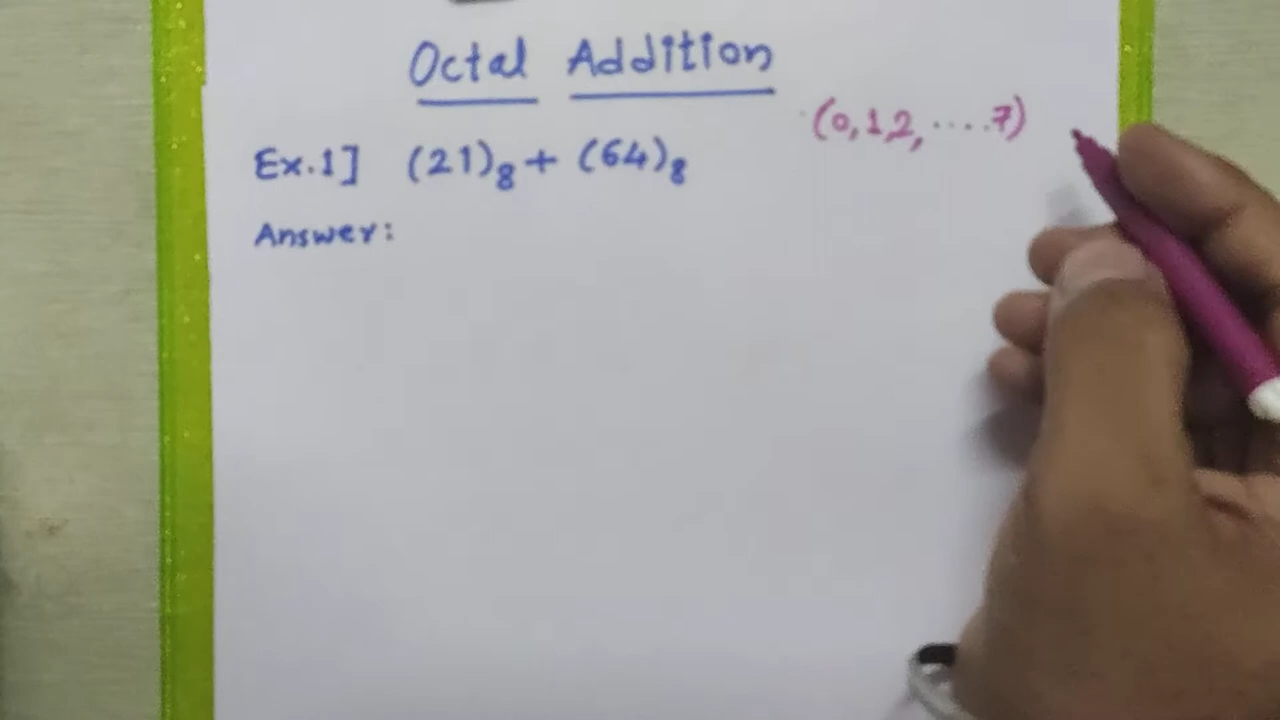 Octal Addition
(0,1,2,....7)
Ex.1] (21)₈ + (64)₈
Answer: